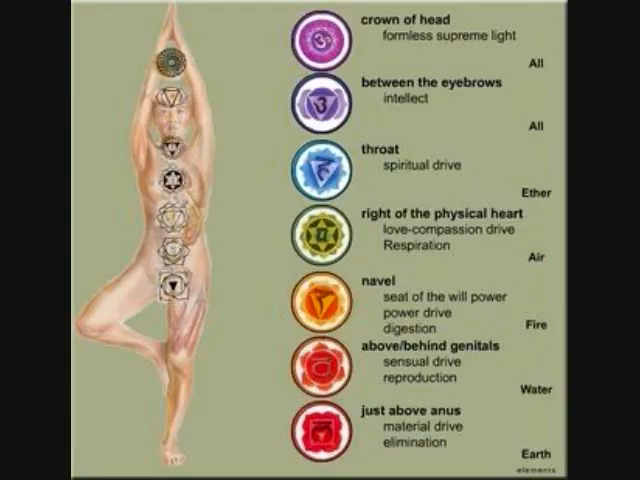 crown of head
formless supreme light
All
between the eyebrows
intellect
All
throat
spiritual drive
Ether
right of the physical heart
love-compassion drive
Respiration
Air
navel
seat of the will power
power drive
digestion
Fire
above/behind genitals
sensual drive
reproduction
Water
just above anus
material drive
elimination
Earth
elements